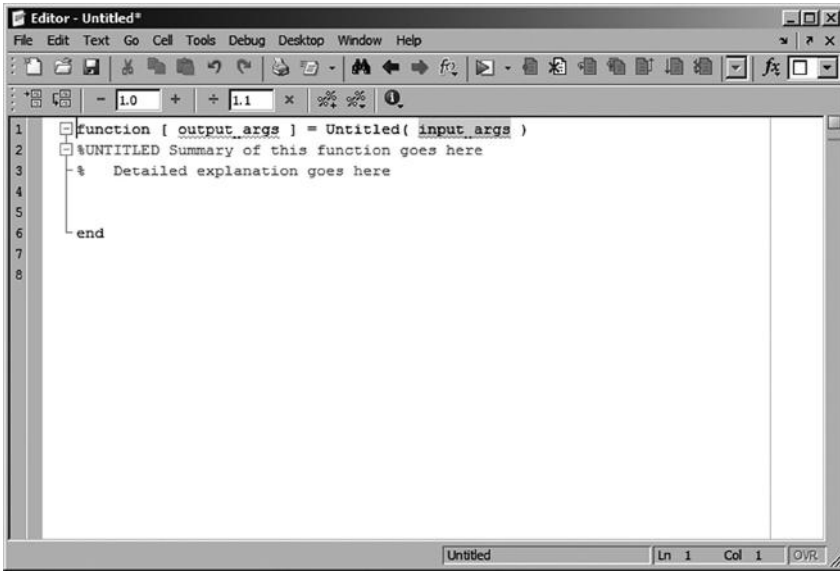 Editor - Untitled*
File Edit Text Go Cell Tools Debug Desktop Window Help
fx
- 1.0 + ÷ 1.1 ×
1 function [ output_args ] = Untitled( input_args )
2 %UNTITLED Summary of this function goes here
3 % Detailed explanation goes here
4
5
6 end
7
8
Untitled Ln 1 Col 1 OVR